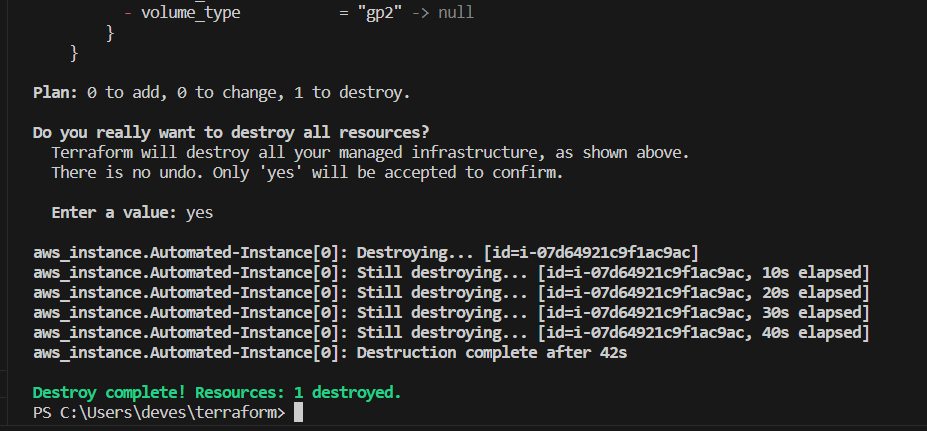 - volume_type = "gp2" -> null
}
}
Plan: 0 to add, 0 to change, 1 to destroy.
Do you really want to destroy all resources?
Terraform will destroy all your managed infrastructure, as shown above.
There is no undo. Only 'yes' will be accepted to confirm.
Enter a value: yes
aws_instance.Automated-Instance[0]: Destroying... [id=i-07d64921c9f1ac9ac]
aws_instance.Automated-Instance[0]: Still destroying... [id=i-07d64921c9f1ac9ac, 10s elapsed]
aws_instance.Automated-Instance[0]: Still destroying... [id=i-07d64921c9f1ac9ac, 20s elapsed]
aws_instance.Automated-Instance[0]: Still destroying... [id=i-07d64921c9f1ac9ac, 30s elapsed]
aws_instance.Automated-Instance[0]: Still destroying... [id=i-07d64921c9f1ac9ac, 40s elapsed]
aws_instance.Automated-Instance[0]: Destruction complete after 42s
Destroy complete! Resources: 1 destroyed.
PS C:\Users\deves\terraform>